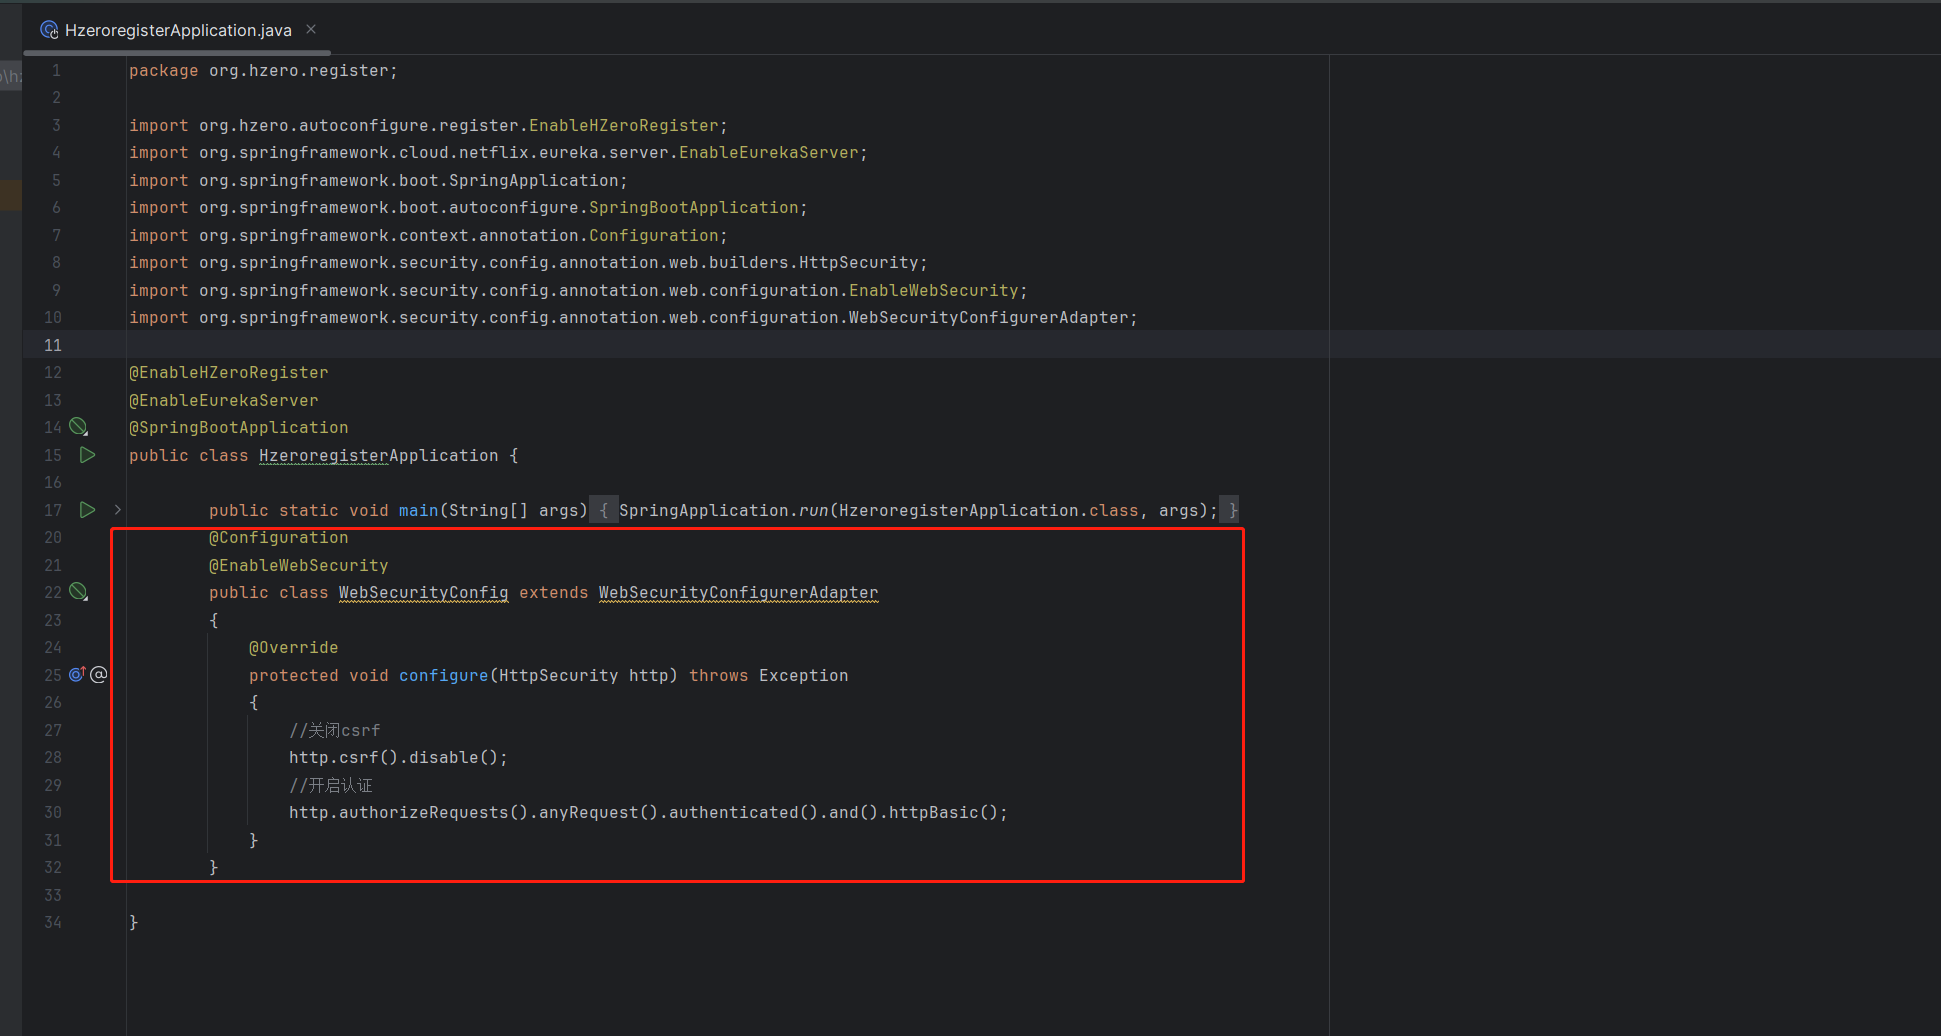 HzeroregisterApplication.java
1 package org.hzero.register;
2
3 import org.hzero.autoconfigure.register.EnableHZeroRegister;
4 import org.springframework.cloud.netflix.eureka.server.EnableEurekaServer;
5 import org.springframework.boot.SpringApplication;
6 import org.springframework.boot.autoconfigure.SpringBootApplication;
7 import org.springframework.context.annotation.Configuration;
8 import org.springframework.security.config.annotation.web.builders.HttpSecurity;
9 import org.springframework.security.config.annotation.web.configuration.EnableWebSecurity;
10 import org.springframework.security.config.annotation.web.configuration.WebSecurityConfigurerAdapter;
11
12 @EnableHZeroRegister
13 @EnableEurekaServer
14 @SpringBootApplication
15 public class HzeroregisterApplication {
16
17 public static void main(String[] args) { SpringApplication.run(HzeroregisterApplication.class, args); }
20 @Configuration
21 @EnableWebSecurity
22 public class WebSecurityConfig extends WebSecurityConfigurerAdapter
23 {
24 @Override
25 protected void configure(HttpSecurity http) throws Exception
26 {
27 //关闭csrf
28 http.csrf().disable();
29 //开启认证
30 http.authorizeRequests().anyRequest().authenticated().and().httpBasic();
31 }
32 }
33
34 }